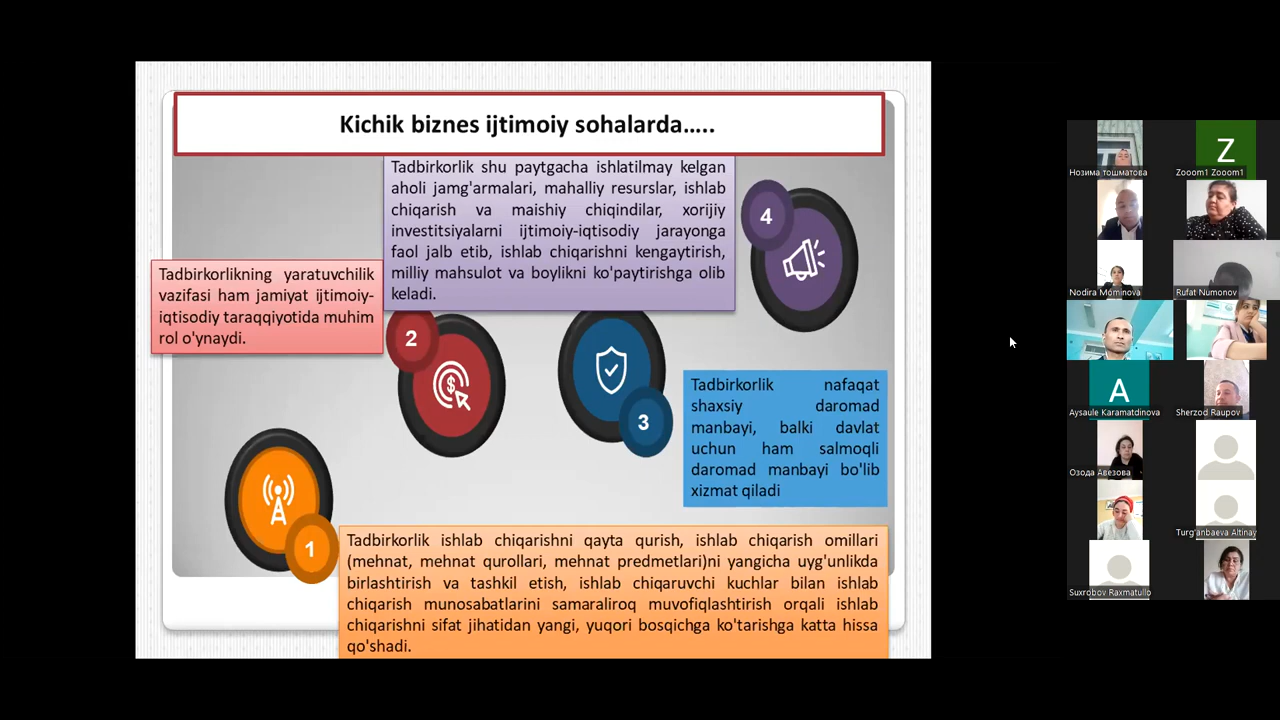 Kichik biznes ijtimoiy sohalarda.....
Tadbirkorlik shu paytgacha ishlatilmay kelgan
aholi jamg'armalari, mahalliy resurslar, ishlab
chiqarish va maishiy chiqindilar, xorijiy
investitsiyalarni ijtimoiy-iqtisodiy jarayonga
faol jalb etib, ishlab chiqarishni kengaytirish,
milliy mahsulot va boylikni ko'paytirishga olib
keladi.
4
Tadbirkorlikning yaratuvchilik
vazifasi ham jamiyat ijtimoiy-
iqtisodiy taraqqiyotida muhim
rol o'ynaydi.
2
$
3
Tadbirkorlik nafaqat
shaxsiy daromad
manbayi, balki davlat
uchun ham salmoqli
daromad manbayi bo'lib
xizmat qiladi
1
Tadbirkorlik ishlab chiqarishni qayta qurish, ishlab chiqarish omillari
(mehnat, mehnat qurollari, mehnat predmetlari)ni yangicha uyg'unlikda
birlashtirish va tashkil etish, ishlab chiqaruvchi kuchlar bilan ishlab
chiqarish munosabatlarini samaraliroq muvofiqlashtirish orqali ishlab
chiqarishni sifat jihatidan yangi, yuqori bosqichga ko'tarishga katta hissa
qo'shadi.
Нозима тошматова
Z
Zooom1 Zooom1
Nodira Mominova
Rufat Numonov
A
Aysaule Karamatdinova
Sherzod Raupov
Озода Авезова
Turg'anbaeva Altinay
Suxrobov Raxmatullo